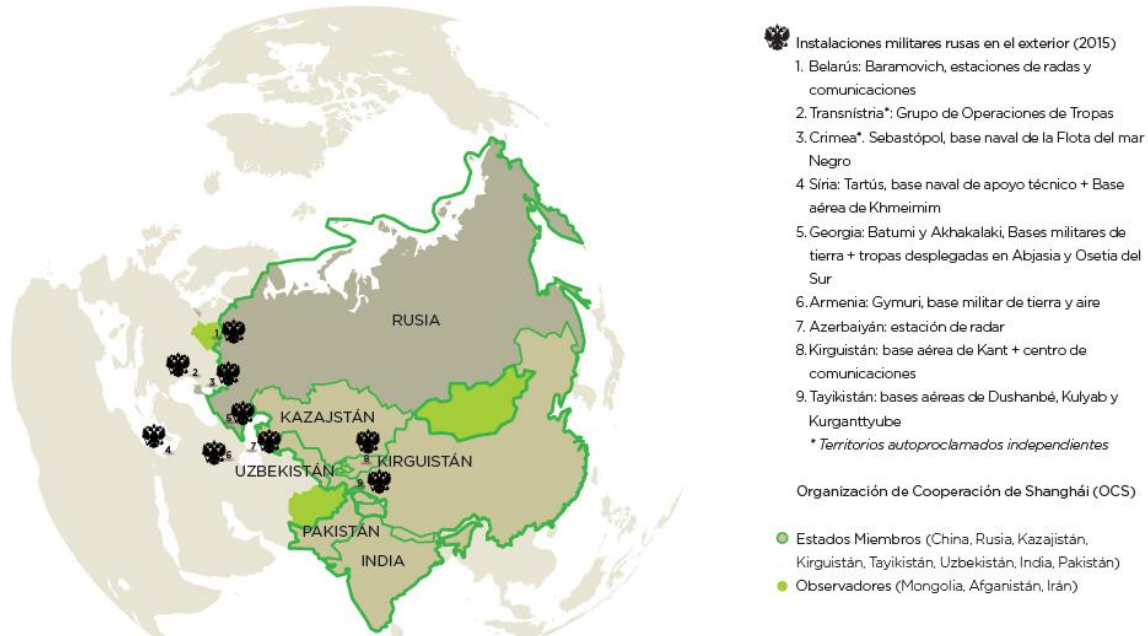 RUSIA
1
2
3
KAZAJSTÁN
5
4
6
7
8
UZBEKISTÁN
KIRGUISTÁN
9
PAKISTÁN
INDIA
Instalaciones militares rusas en el exterior (2015)
1. Belarús: Baramovich, estaciones de radas y
comunicaciones
2. Transnístria*: Grupo de Operaciones de Tropas
3. Crimea*. Sebastópol, base naval de la Flota del mar
Negro
4 Síria: Tartús, base naval de apoyo técnico + Base
aérea de Khmeimim
5. Georgia: Batumi y Akhakalaki, Bases militares de
tierra + tropas desplegadas en Abjasia y Osetia del
Sur
6. Armenia: Gymuri, base militar de tierra y aire
7. Azerbaiyán: estación de radar
8. Kirguistán: base aérea de Kant + centro de
comunicaciones
9. Tayikistán: bases aéreas de Dushanbé, Kulyab y
Kurganttyube
* Territorios autoproclamados independientes
Organización de Cooperación de Shanghái (OCS)
Estados Miembros (China, Rusia, Kazajistán,
Kirguistán, Tayikistán, Uzbekistán, India, Pakistán)
Observadores (Mongolia, Afganistán, Irán)